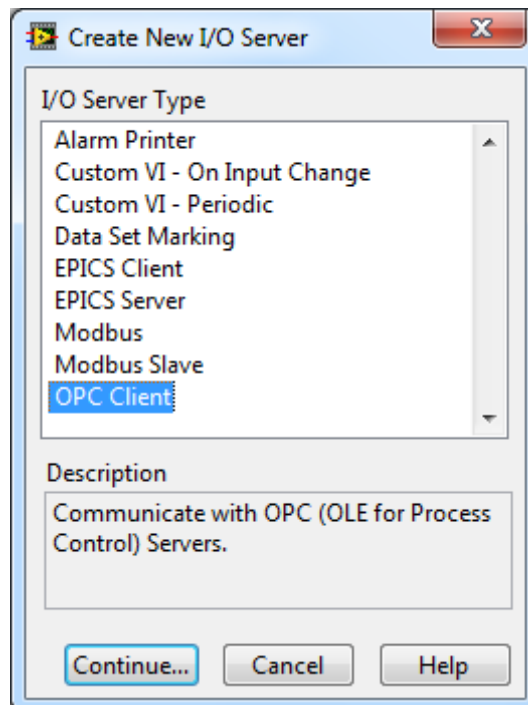 Create New I/O Server
I/O Server Type
Alarm Printer
Custom VI - On Input Change
Custom VI - Periodic
Data Set Marking
EPICS Client
EPICS Server
Modbus
Modbus Slave
OPC Client
Description
Communicate with OPC (OLE for Process
Control) Servers.
Continue... Cancel Help